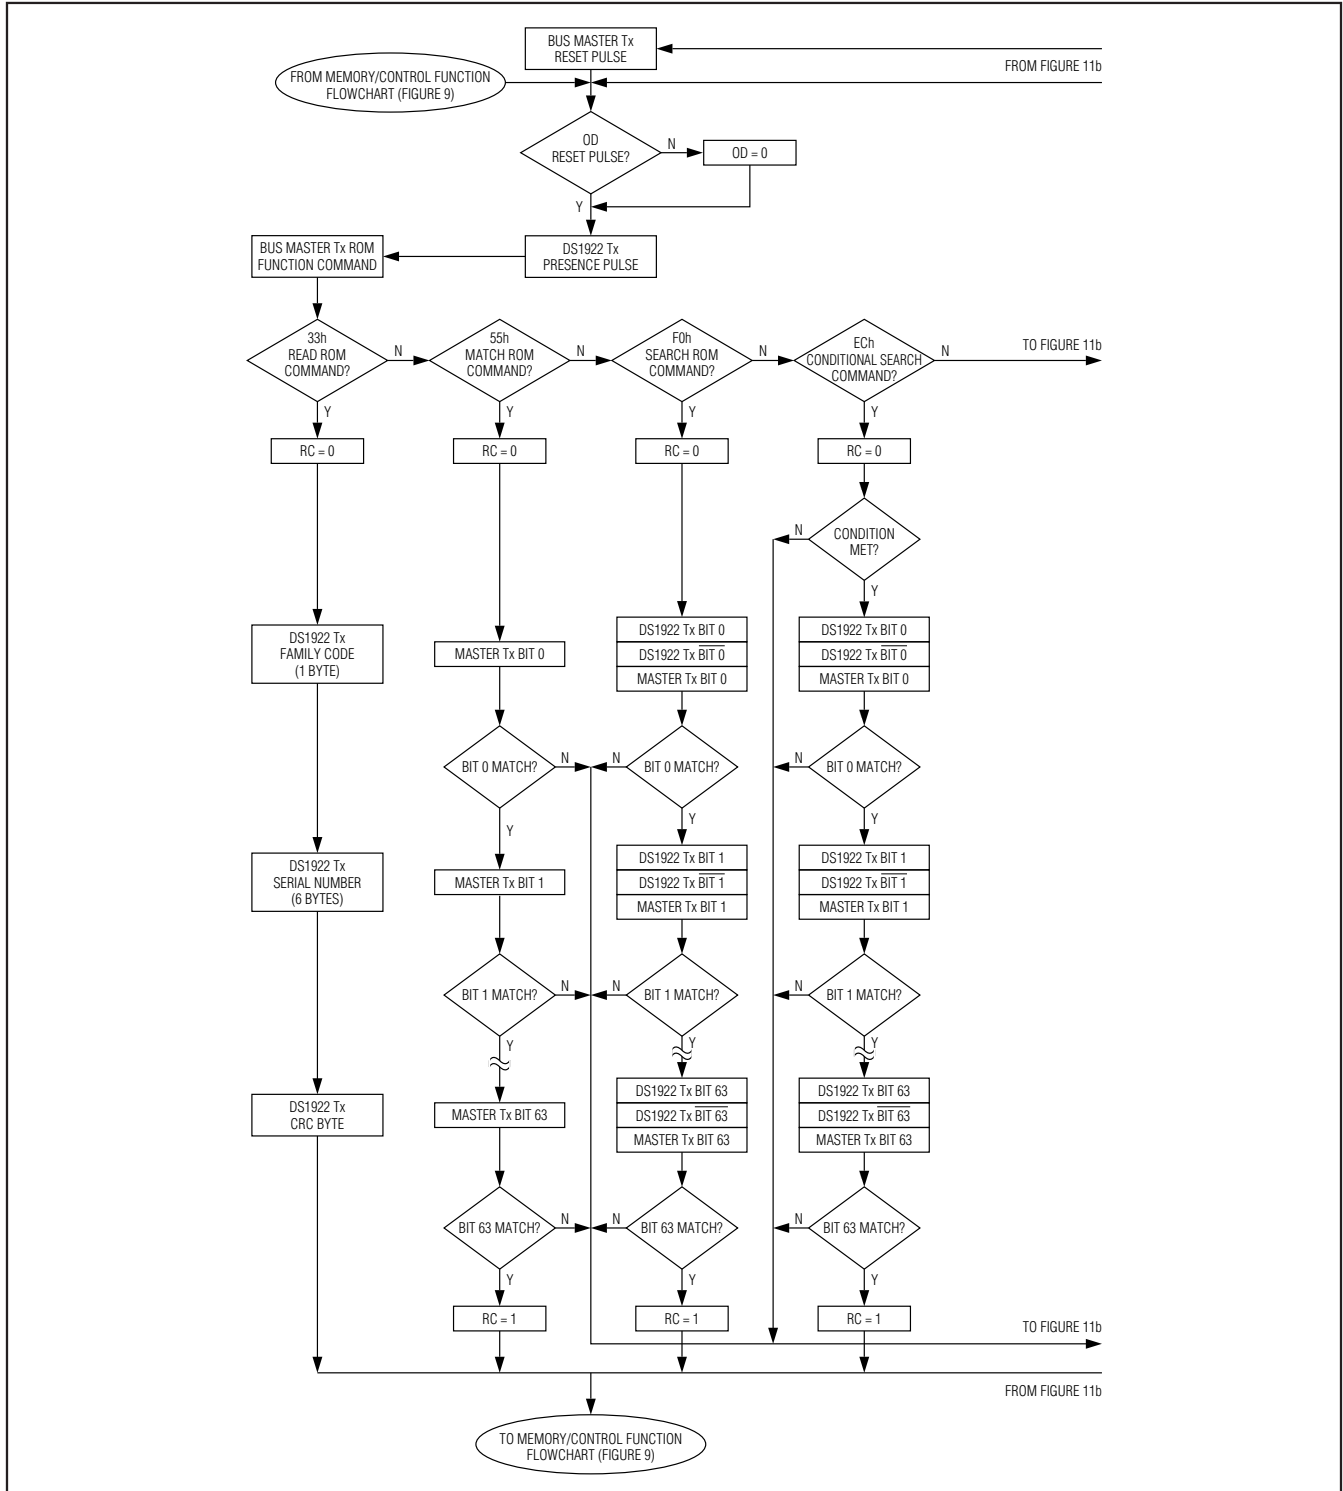 BUS MASTER Tx
RESET PULSE
FROM FIGURE 11b
FROM MEMORY/CONTROL FUNCTION
FLOWCHART (FIGURE 9)
OD
RESET PULSE?
N
OD = 0
Y
BUS MASTER Tx ROM
FUNCTION COMMAND
DS1922 Tx
PRESENCE PULSE
33h
READ ROM
COMMAND?
N
55h
MATCH ROM
COMMAND?
N
F0h
SEARCH ROM
COMMAND?
N
ECh
CONDITIONAL SEARCH
COMMAND?
N
TO FIGURE 11b
Y
Y
Y
Y
RC = 0
RC = 0
RC = 0
RC = 0
N
CONDITION
MET?
Y
DS1922 Tx
FAMILY CODE
(1 BYTE)
MASTER Tx BIT 0
DS1922 Tx BIT 0
DS1922 Tx BIT 0
MASTER Tx BIT 0
DS1922 Tx BIT 0
DS1922 Tx BIT 0
MASTER Tx BIT 0
BIT 0 MATCH?
N
N
BIT 0 MATCH?
N
BIT 0 MATCH?
Y
Y
Y
DS1922 Tx
SERIAL NUMBER
(6 BYTES)
MASTER Tx BIT 1
DS1922 Tx BIT 1
DS1922 Tx BIT 1
MASTER Tx BIT 1
DS1922 Tx BIT 1
DS1922 Tx BIT 1
MASTER Tx BIT 1
BIT 1 MATCH?
N
N
BIT 1 MATCH?
N
BIT 1 MATCH?
Y
Y
Y
DS1922 Tx
CRC BYTE
MASTER Tx BIT 63
DS1922 Tx BIT 63
DS1922 Tx BIT 63
MASTER Tx BIT 63
DS1922 Tx BIT 63
DS1922 Tx BIT 63
MASTER Tx BIT 63
BIT 63 MATCH?
N
N
BIT 63 MATCH?
N
BIT 63 MATCH?
Y
Y
Y
RC = 1
RC = 1
RC = 1
TO FIGURE 11b
FROM FIGURE 11b
TO MEMORY/CONTROL FUNCTION
FLOWCHART (FIGURE 9)